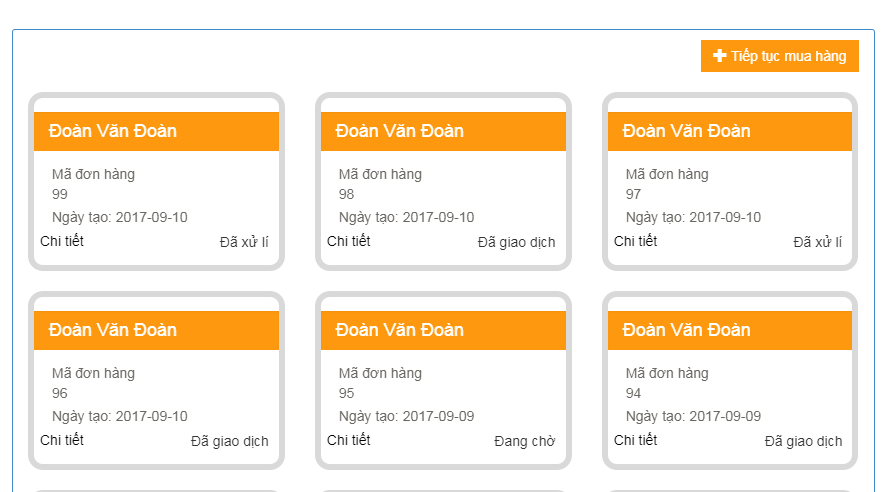 Tiếp tục mua hàng
Đoàn Văn Đoàn
Mã đơn hàng
99
Ngày tạo: 2017-09-10
Chi tiết Đã xử lí
Đoàn Văn Đoàn
Mã đơn hàng
98
Ngày tạo: 2017-09-10
Chi tiết Đã giao dịch
Đoàn Văn Đoàn
Mã đơn hàng
97
Ngày tạo: 2017-09-10
Chi tiết Đã xử lí
Đoàn Văn Đoàn
Mã đơn hàng
96
Ngày tạo: 2017-09-10
Chi tiết Đã giao dịch
Đoàn Văn Đoàn
Mã đơn hàng
95
Ngày tạo: 2017-09-09
Chi tiết Đang chờ
Đoàn Văn Đoàn
Mã đơn hàng
94
Ngày tạo: 2017-09-09
Chi tiết Đã giao dịch